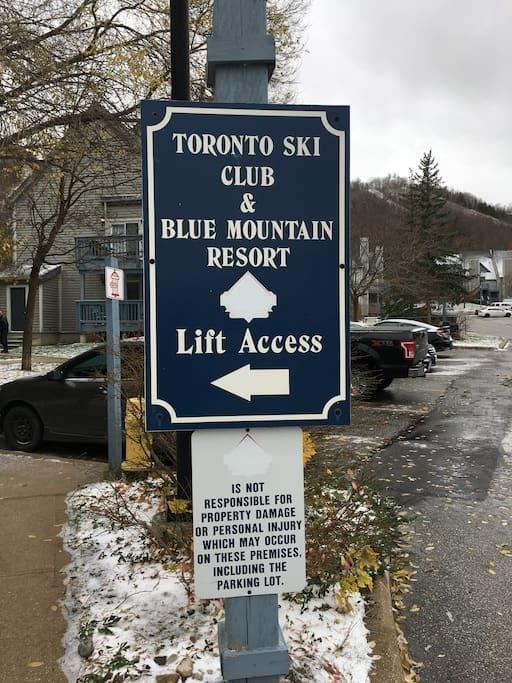 TORONTO SKI
CLUB
&
BLUE MOUNTAIN
RESORT
Lift Access
IS NOT
RESPONSIBLE FOR
PROPERTY DAMAGE
OR PERSONAL INJURY
WHICH MAY OCCUR
ON THESE PREMISES,
INCLUDING THE
PARKING LOT.